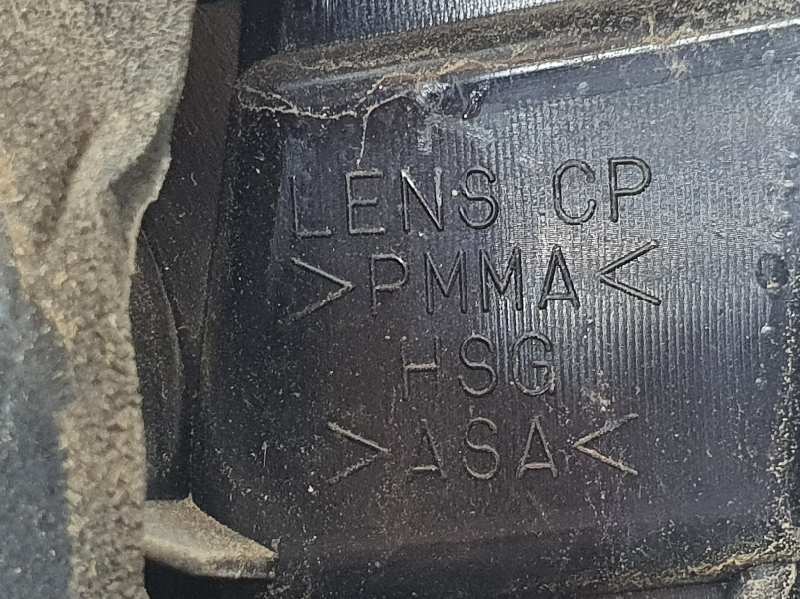 LENS CP
>PMMA<
HSG
>ASA<